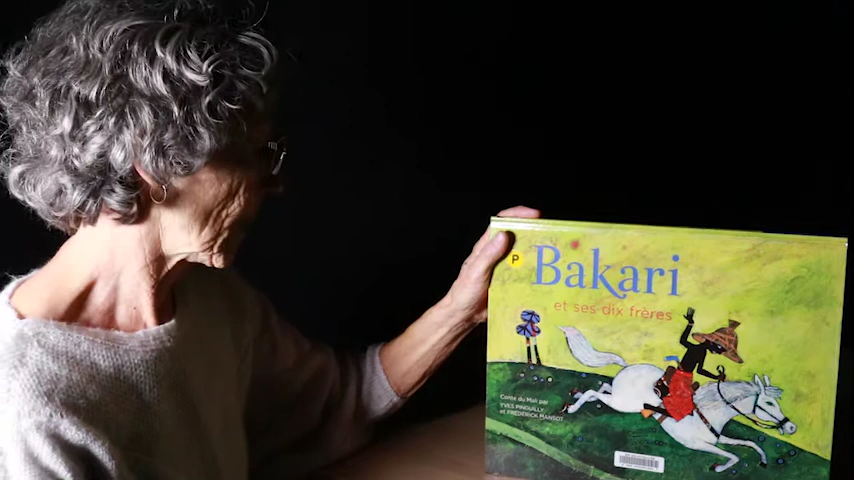 P
Bakari
et ses dix frères
Conte du Mali par
YVES PINGUILLY
et FRÉDÉRICK MANSOT